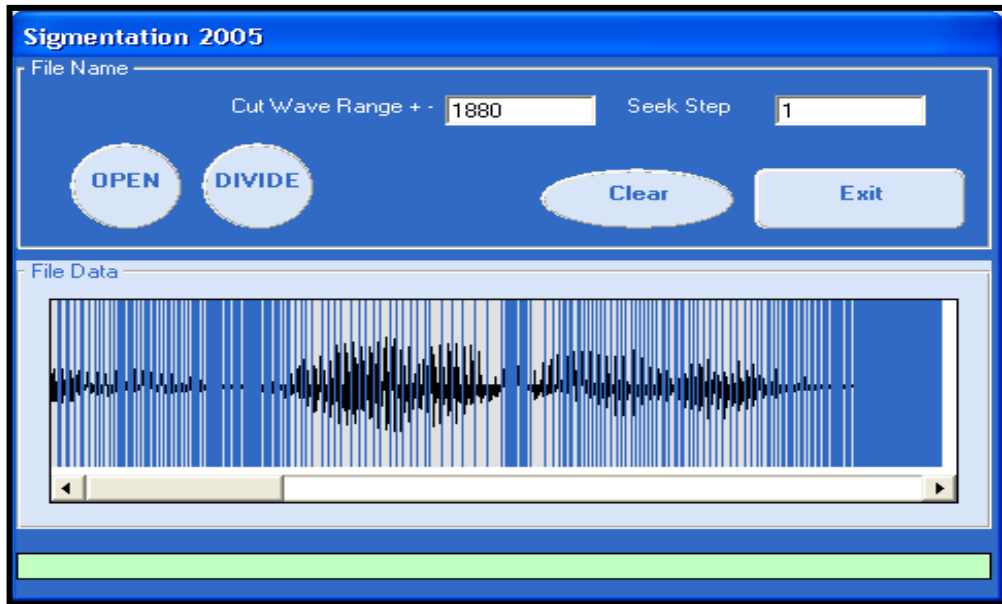 Sigmentation 2005
File Name
Cut Wave Range + - 1880 Seek Step 1
OPEN DIVIDE Clear Exit
File Data